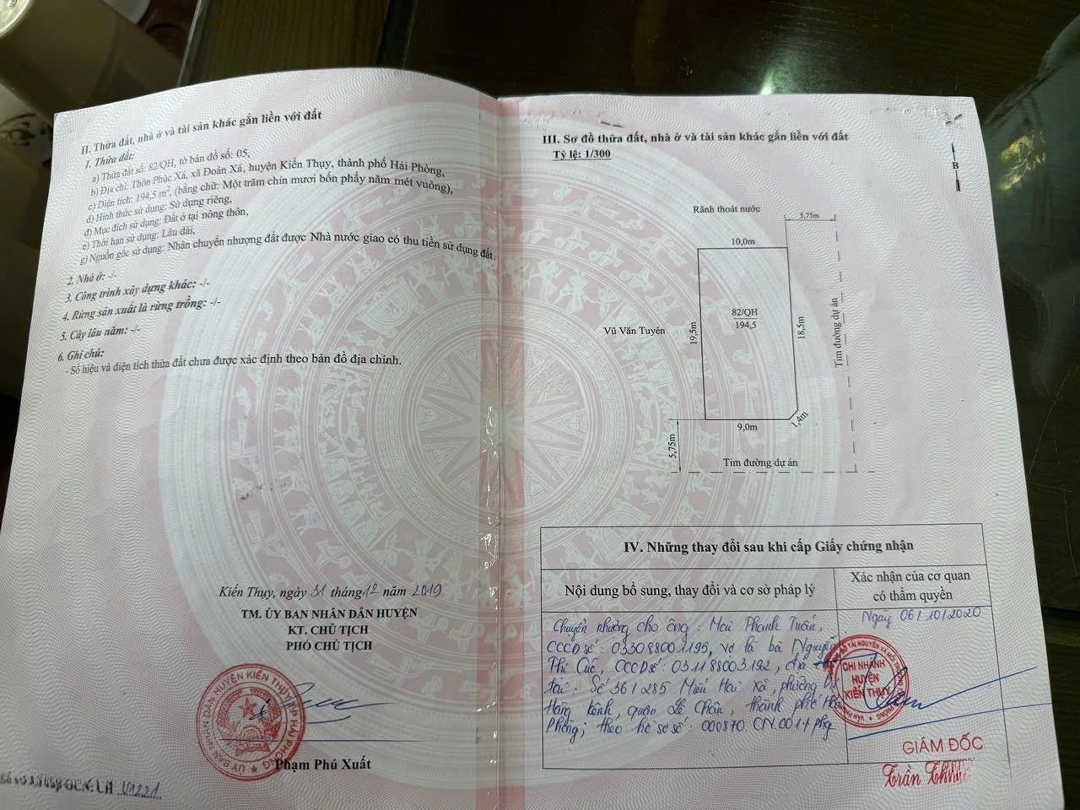 II. Thửa đất, nhà ở và tài sản khác gắn liền với đất
1. Thửa đất:
a) Thửa đất số: 82/QH, tờ bản đồ số: 05,
b) Địa chỉ: Thôn Phúc Xá, xã Đoàn Xá, huyện Kiến Thụy, thành phố Hải Phòng,
c) Diện tích: 194,5 m², (bằng chữ: Một trăm chín mươi bốn phẩy năm mét vuông),
d) Hình thức sử dụng: Sử dụng riêng,
đ) Mục đích sử dụng: Đất ở tại nông thôn,
e) Thời hạn sử dụng: Lâu dài,
g) Nguồn gốc sử dụng: Nhận chuyển nhượng đất được Nhà nước giao có thu tiền sử dụng đất.
2. Nhà ở: -/-
3. Công trình xây dựng khác: -/-
4. Rừng sản xuất là rừng trồng: -/-
5. Cây lâu năm: -/-
6. Ghi chú:
- Số hiệu và diện tích thửa đất chưa được xác định theo bản đồ địa chính.
Kiến Thụy, ngày 31 tháng 12 năm 2019
TM. ỦY BAN NHÂN DÂN HUYỆN
KT. CHỦ TỊCH
PHÓ CHỦ TỊCH
Phạm Phú Xuất
III. Sơ đồ thửa đất, nhà ở và tài sản khác gắn liền với đất
Tỷ lệ: 1/300
B
Rãnh thoát nước
5,75m
10,0m
82/QH
194,5
Vũ Văn Tuyên
19,5m
18,5m
Tim đường dự án
1,4m
9,0m
5,75m
Tim đường dự án
IV. Những thay đổi sau khi cấp Giấy chứng nhận
Nội dung bổ sung, thay đổi và cơ sở pháp lý
Xác nhận của cơ quan
có thẩm quyền
Chuyển nhượng cho ông: Mai Thanh Tuấn,
CCCD số: 033088001195, vợ là bà Nguyễn
Thị Cúc, CCCD số 031188003192, địa chỉ
tại: Số 361 285 Miếu Hai Xã, phường Dư
Hàng Kênh, quận Lê Chân, thành phố Hải
Phòng; theo hồ sơ số: 000870.CN.001
Ngày 06/10/2020
CHI NHÁNH
HUYỆN
KIẾN THỤY
GIÁM ĐỐC
Trần